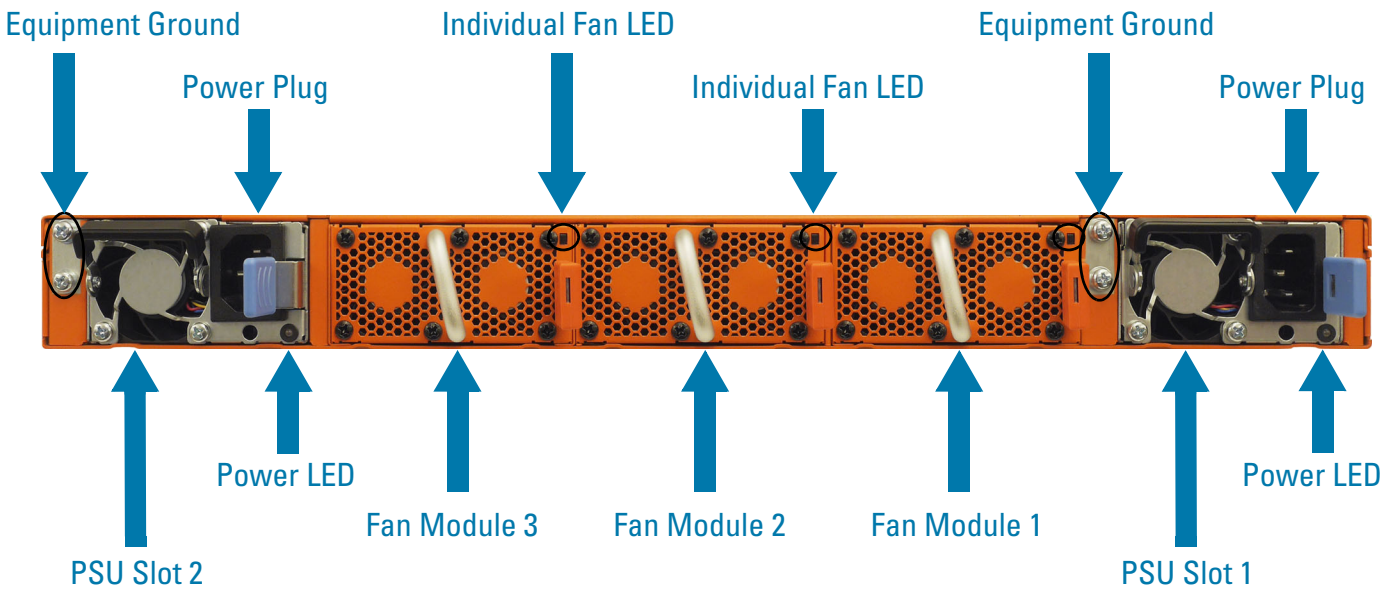 Equipment Ground
Individual Fan LED
Equipment Ground
Power Plug
Individual Fan LED
Power Plug
Power LED
Power LED
Fan Module 3
Fan Module 2
Fan Module 1
PSU Slot 2
PSU Slot 1